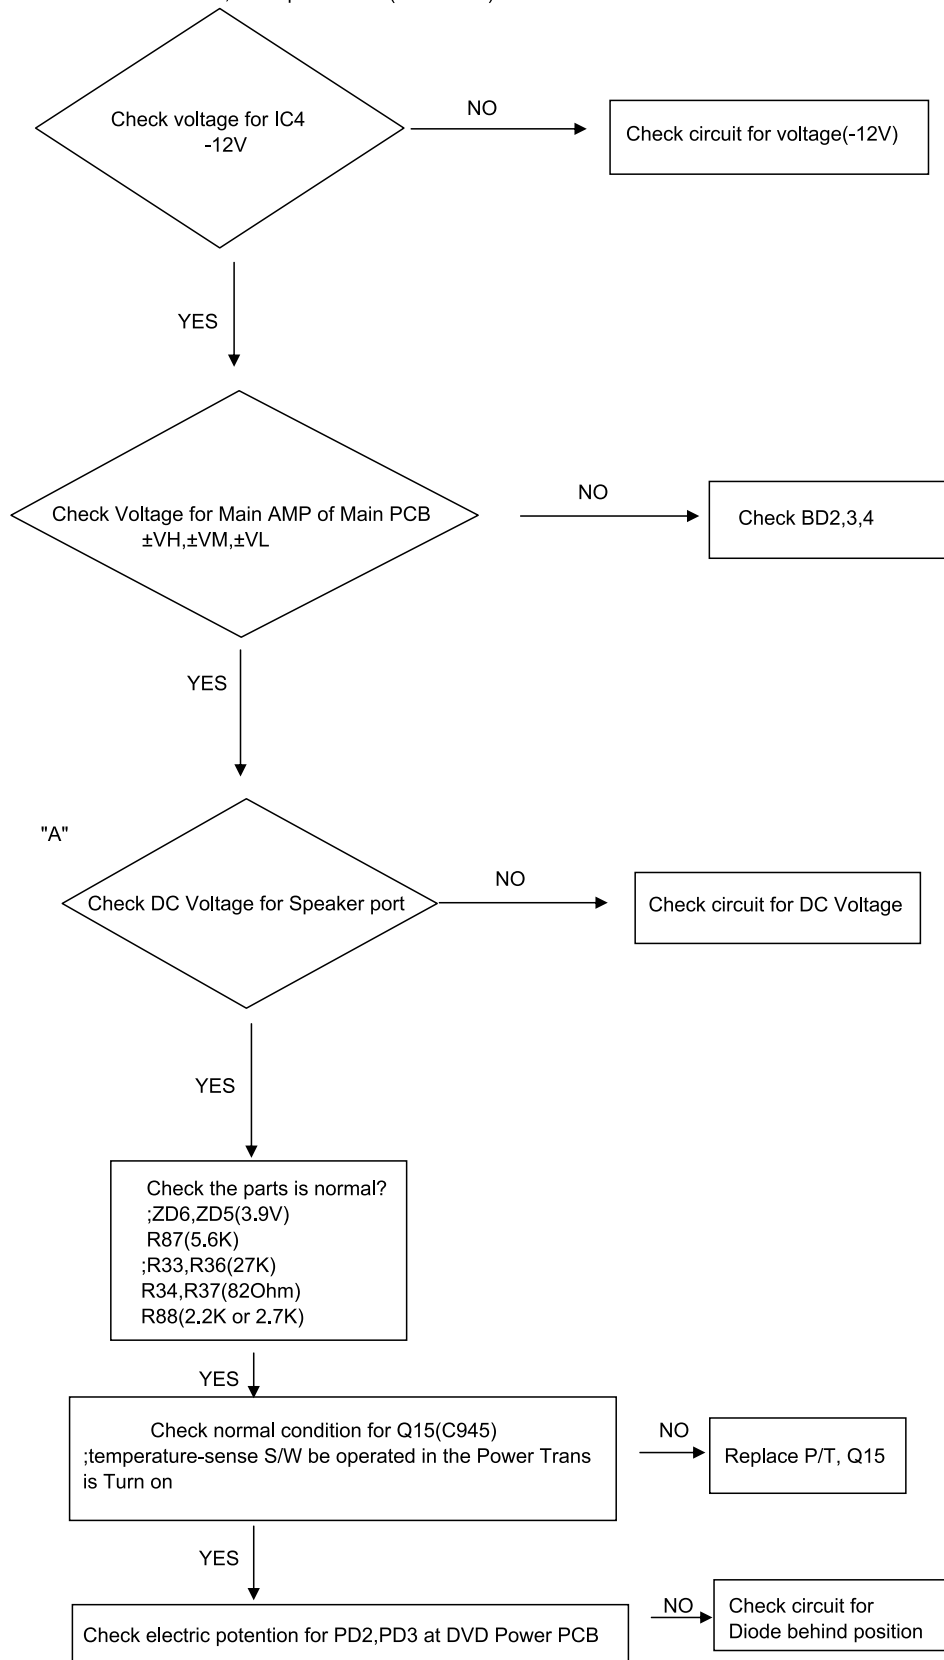 Check voltage for IC4
-12V
NO
Check circuit for voltage(-12V)
YES
Check Voltage for Main AMP of Main PCB
±VH,±VM,±VL
NO
Check BD2,3,4
YES
"A"
Check DC Voltage for Speaker port
NO
Check circuit for DC Voltage
YES
Check the parts is normal?
;ZD6,ZD5(3.9V)
R87(5.6K)
;R33,R36(27K)
R34,R37(82Ohm)
R88(2.2K or 2.7K)
YES
Check normal condition for Q15(C945)
;temperature-sense S/W be operated in the Power Trans
is Turn on
NO
Replace P/T, Q15
YES
Check electric potention for PD2,PD3 at DVD Power PCB
NO
Check circuit for
Diode behind position